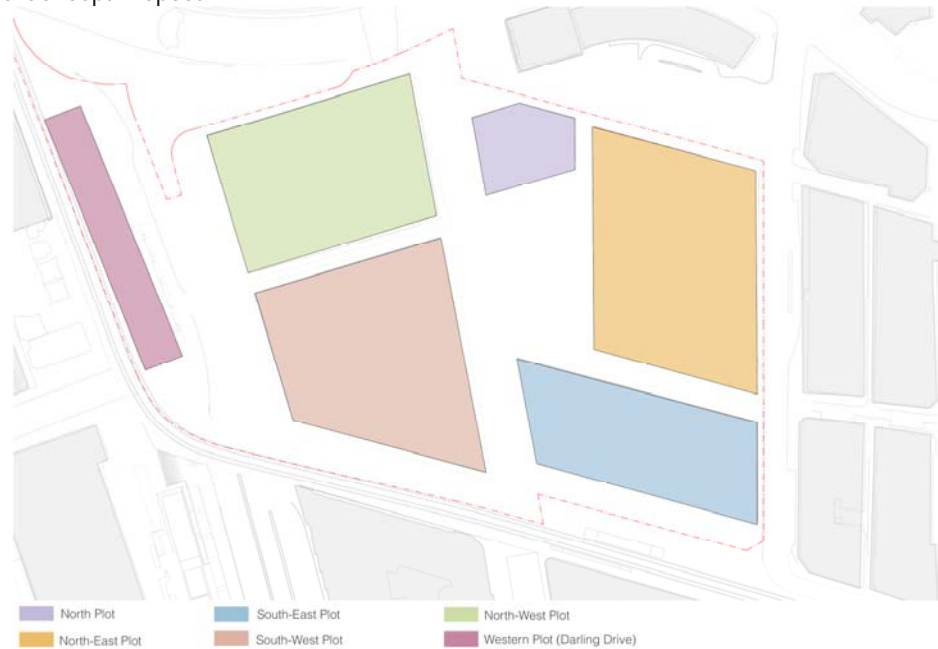 North Plot
South-East Plot
North-West Plot
North-East Plot
South-West Plot
Western Plot (Darling Drive)